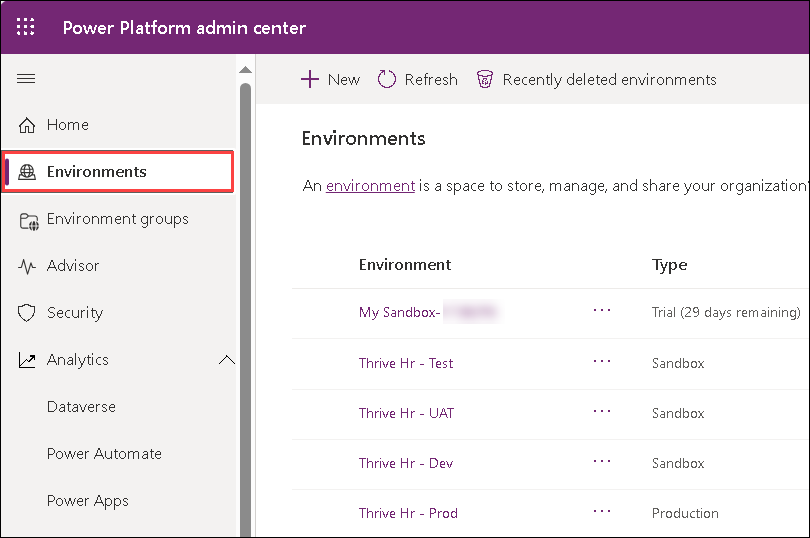 Power Platform admin center
New Refresh Recently deleted environments
Home
Environments
Environment groups
Advisor
Security
Analytics
Dataverse
Power Automate
Power Apps
Environments
An environment is a space to store, manage, and share your organization'
Environment Type
My Sandbox- ... Trial (29 days remaining)
Thrive Hr - Test ... Sandbox
Thrive Hr - UAT ... Sandbox
Thrive Hr - Dev ... Sandbox
Thrive Hr - Prod ... Production